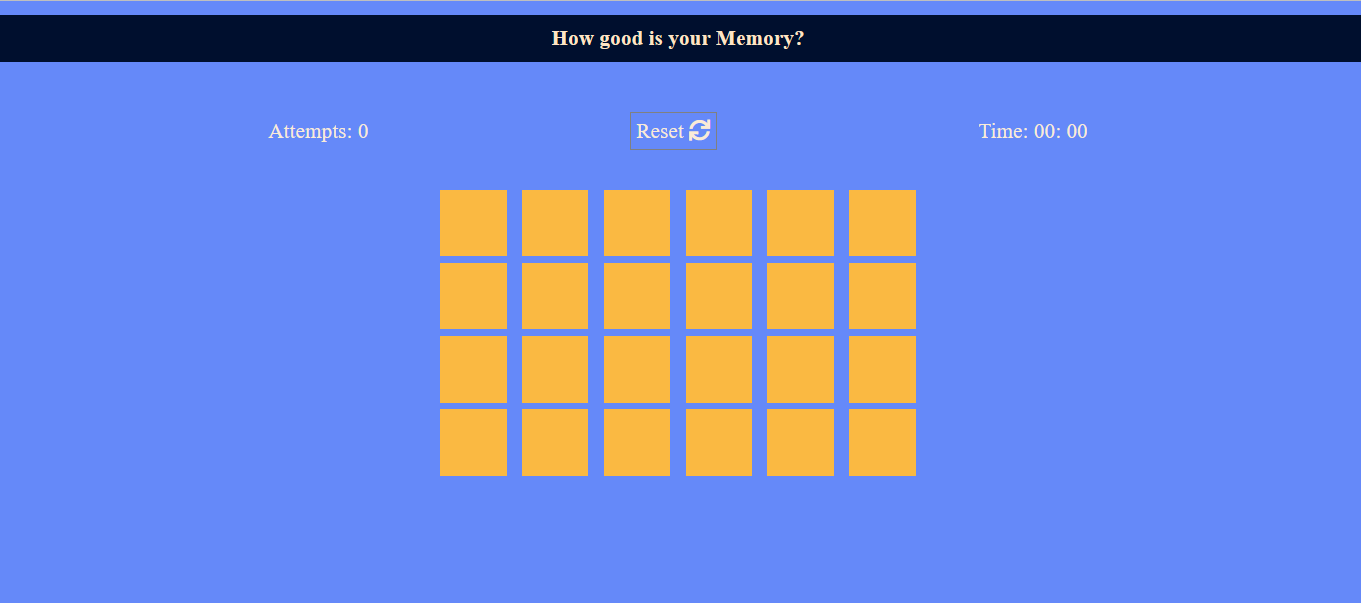 How good is your Memory?
Attempts: 0
Reset
Time: 00: 00